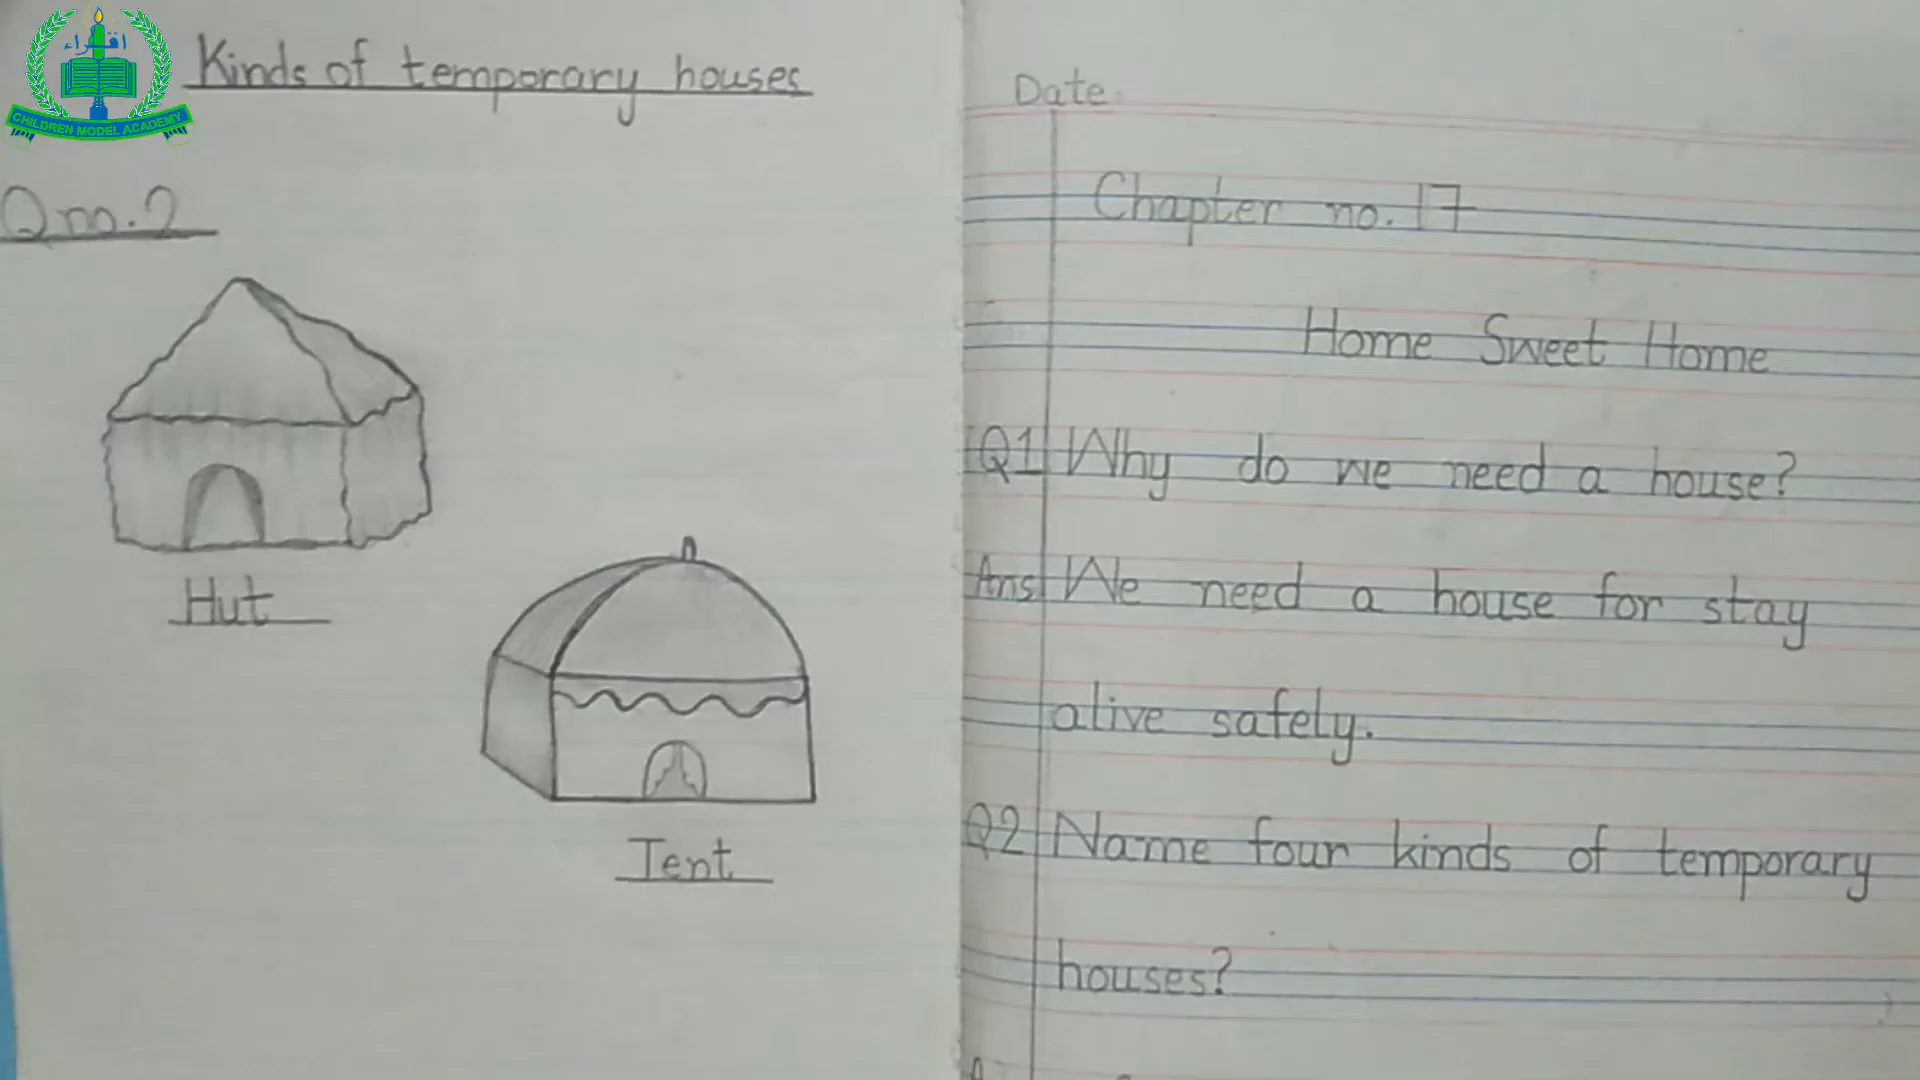 اقراء
CHILDREN MODEL ACADEMY
Kinds of temporary houses
Q no.2
Hut
Tent
Date.
Chapter no.17
Home Sweet Home
Q1 Why do we need a house?
Ans We need a house for stay
alive safely.
Q2 Name four kinds of temporary
houses?